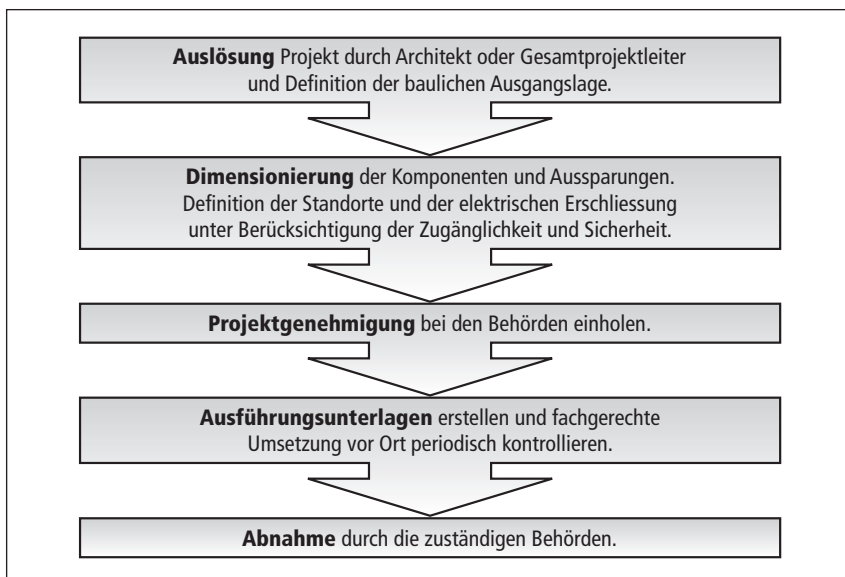 Auslösung Projekt durch Architekt oder Gesamtprojektleiter
und Definition der baulichen Ausgangslage.
Dimensionierung der Komponenten und Aussparungen.
Definition der Standorte und der elektrischen Erschliessung
unter Berücksichtigung der Zugänglichkeit und Sicherheit.
Projektgenehmigung bei den Behörden einholen.
Ausführungsunterlagen erstellen und fachgerechte
Umsetzung vor Ort periodisch kontrollieren.
Abnahme durch die zuständigen Behörden.